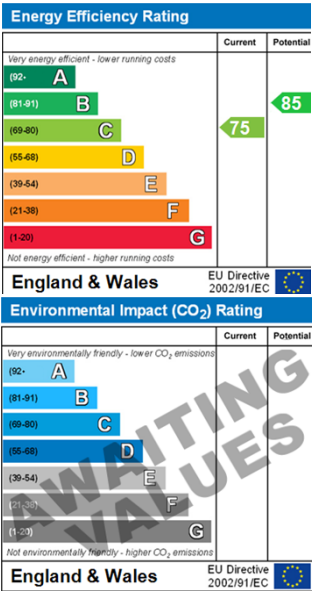 Energy Efficiency Rating
Current Potential
Very energy efficient - lower running costs
(92- A
(81-91) B
85
(69-80) C
75
(55-68) D
(39-54) E
(21-38) F
(1-20) G
Not energy efficient - higher running costs
England & Wales
EU Directive
2002/91/EC
Environmental Impact (CO2) Rating
Current Potential
Very environmentally friendly - lower CO2 emissions
(92- A
(81-91) B
(69-80) C
(55-68) D
(39-54) E
(21-38) F
(1-20) G
AWAITING
VALUES
Not environmentally friendly - higher CO2 emissions
England & Wales
EU Directive
2002/91/EC